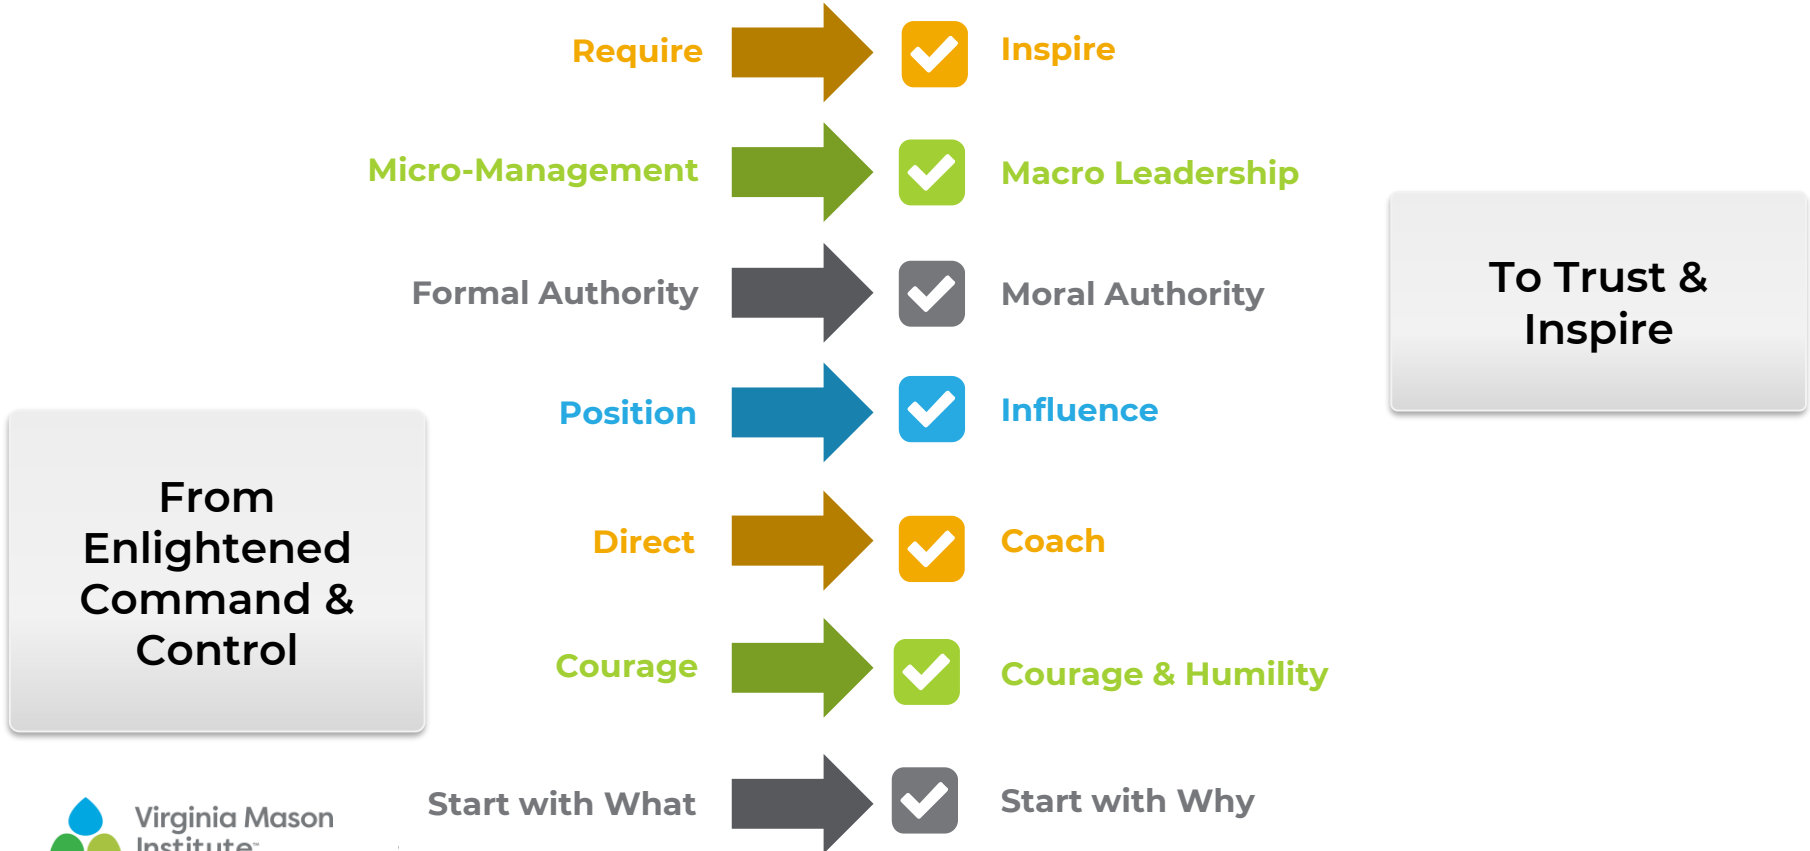 Require
Inspire
Micro-Management
Macro Leadership
Formal Authority
Moral Authority
Position
Influence
Direct
Coach
Courage
Courage & Humility
Start with What
Start with Why
From
Enlightened
Command &
Control
To Trust &
Inspire
Virginia Mason
Institute™